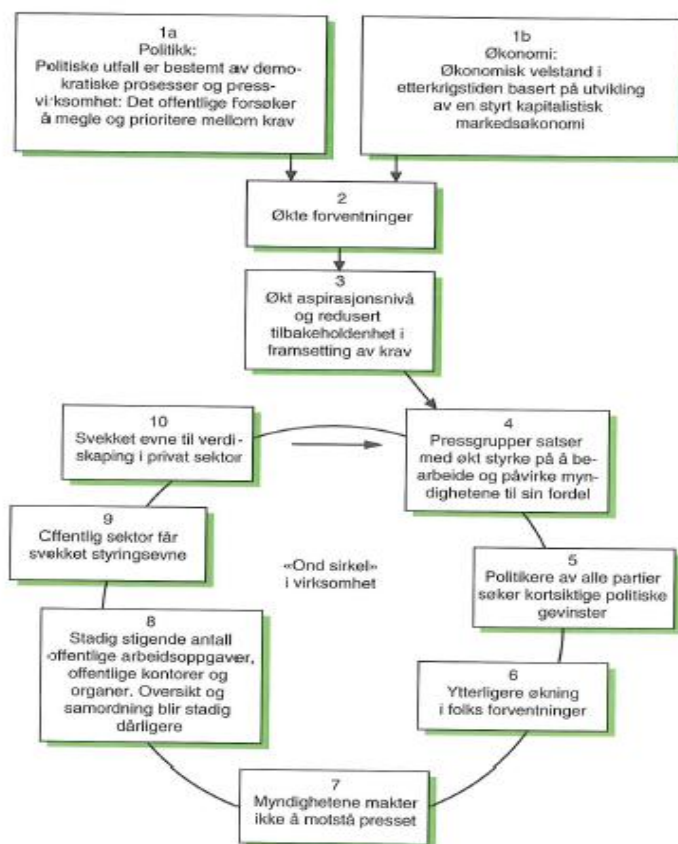 1a
Politikk:
Politiske utfall er bestemt av demo-
kratiske prosesser og press-
virksomhet: Det offentlige forsøker
å megle og prioritere mellom krav
1b
Økonomi:
Økonomisk velstand i
etterkrigstiden basert på utvikling
av en styrt kapitalistisk
markedsøkonomi
2
Økte forventninger
3
Økt aspirasjonsnivå
og redusert
tilbakeholdenhet i
framsetting av krav
4
Pressgrupper satser
med økt styrke på å be-
arbeide og påvirke myn-
dighetene til sin fordel
5
Politikere av alle partier
søker kortsiktige politiske
gevinster
6
Ytterligere økning
i folks forventninger
7
Myndighetene makter
ikke å motstå presset
8
Stadig stigende antall
offentlige arbeidsoppgaver,
offentlige kontorer og
organer. Oversikt og
samordning blir stadig
dårligere
9
Offentlig sektor får
svekket styringsevne
10
Svekket evne til verdi-
skaping i privat sektor
«Ond sirkel»
i virksomhet